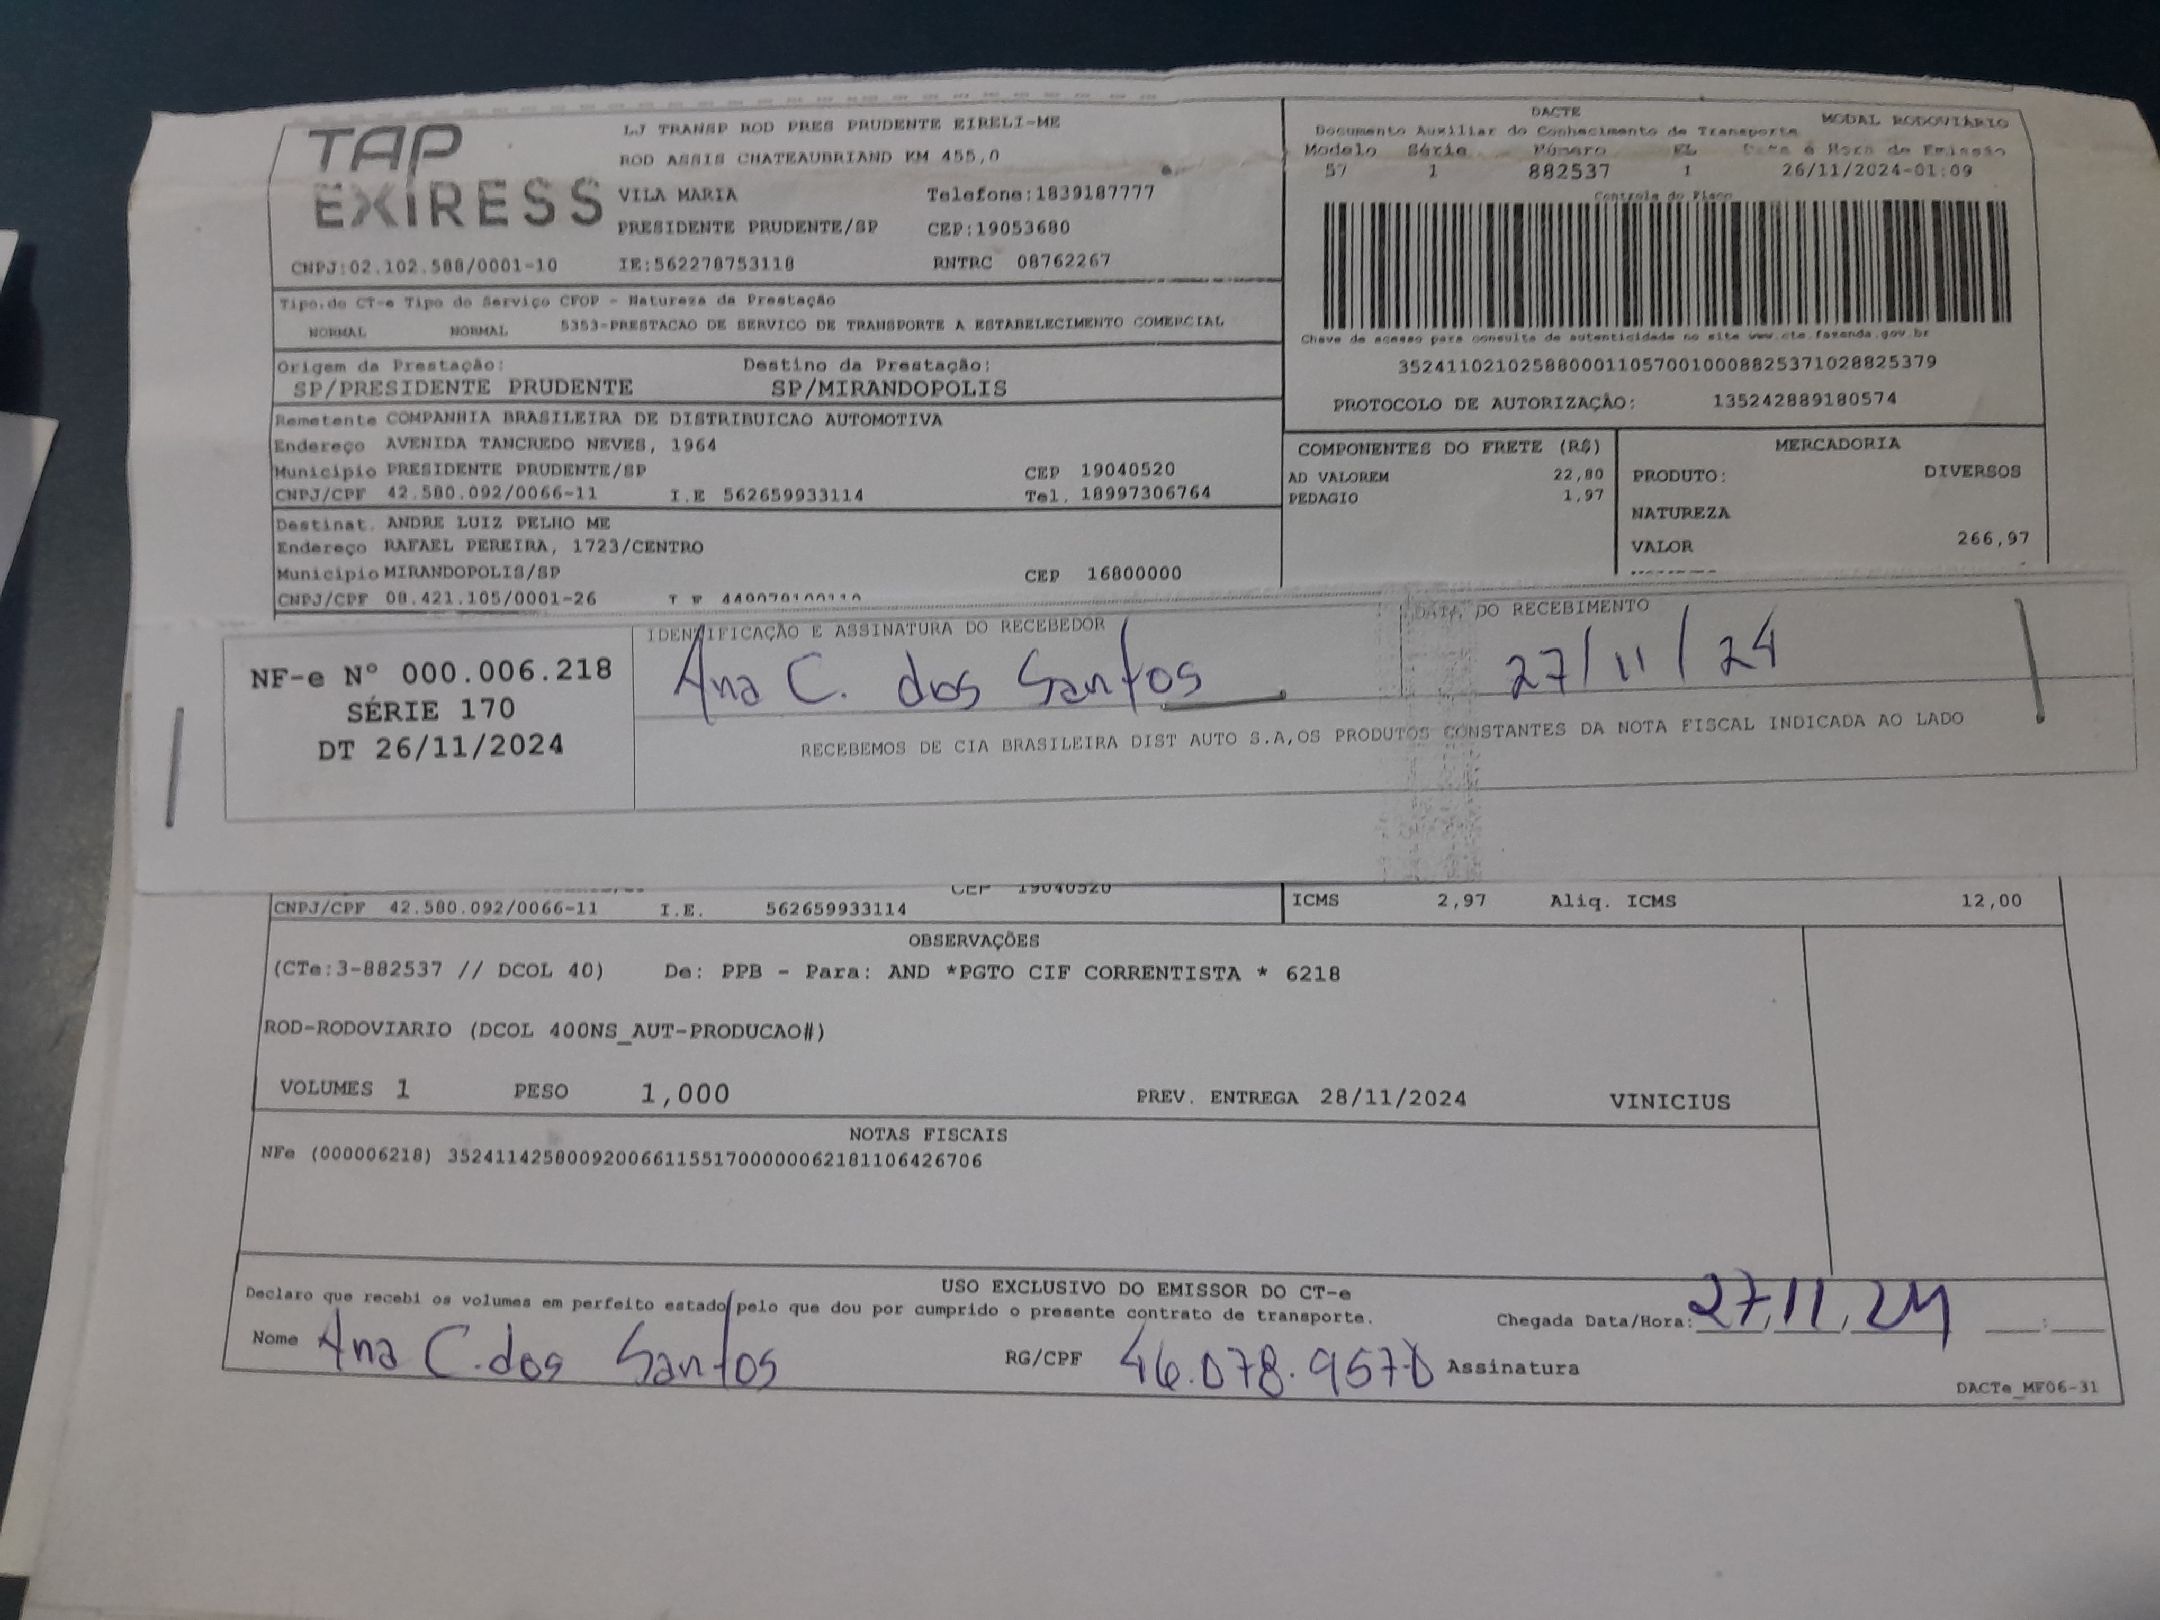 TAP
EXPRESS
LJ TRANSP ROD PRES PRUDENTE EIRELI-ME
ROD ASSIS CHATEAUBRIAND KM 455,0
VILA MARIA Telefone:1839187777
PRESIDENTE PRUDENTE/SP CEP:19053680
CNPJ:02.102.588/0001-10 IE:562278753118 RNTRC 08762267
DACTE MODAL RODOVIÁRIO
Documento Auxiliar do Conhecimento de Transporte
Modelo Série Número FL Data e Hora de Emissão
57 1 882537 1 26/11/2024-01:09
Controle do Fisco
Chave de acesso para consulta de autenticidade no site www.cte.fazenda.gov.br
35241102102588000110570010008825371028825379
PROTOCOLO DE AUTORIZAÇÃO: 135242889180574
Tipo.do CT-e Tipo do Serviço CFOP - Natureza da Prestação
NORMAL NORMAL 5353-PRESTACAO DE SERVICO DE TRANSPORTE A ESTABELECIMENTO COMERCIAL
Origem da Prestação: Destino da Prestação:
SP/PRESIDENTE PRUDENTE SP/MIRANDOPOLIS
Remetente COMPANHIA BRASILEIRA DE DISTRIBUICAO AUTOMOTIVA
Endereço AVENIDA TANCREDO NEVES, 1964
Municipio PRESIDENTE PRUDENTE/SP CEP 19040520
CNPJ/CPF 42.580.092/0066-11 I.E 562659933114 Tel. 18997306764
Destinat. ANDRE LUIZ PELHO ME
Endereço RAFAEL PEREIRA, 1723/CENTRO
Municipio MIRANDOPOLIS/SP CEP 16800000
CNPJ/CPF 08.421.105/0001-26
COMPONENTES DO FRETE (R$)
AD VALOREM 22,80
PEDAGIO 1,97
MERCADORIA
PRODUTO: DIVERSOS
NATUREZA
VALOR 266,97
NF-e Nº 000.006.218
SÉRIE 170
DT 26/11/2024
IDENTIFICAÇÃO E ASSINATURA DO RECEBEDOR
Ana C. dos Santos
DATA DO RECEBIMENTO
27/11/24
RECEBEMOS DE CIA BRASILEIRA DIST AUTO S.A,OS PRODUTOS CONSTANTES DA NOTA FISCAL INDICADA AO LADO
CEP 19040520
CNPJ/CPF 42.580.092/0066-11 I.E. 562659933114
ICMS 2,97 Aliq. ICMS 12,00
OBSERVAÇÕES
(CTe:3-882537 // DCOL 40) De: PPB - Para: AND *PGTO CIF CORRENTISTA * 6218
ROD-RODOVIARIO (DCOL 400NS_AUT-PRODUCAO#)
VOLUMES 1 PESO 1,000 PREV. ENTREGA 28/11/2024 VINICIUS
NOTAS FISCAIS
NFe (000006218) 35241142580092006611551700000062181106426706
USO EXCLUSIVO DO EMISSOR DO CT-e
Declaro que recebi os volumes em perfeito estado pelo que dou por cumprido o presente contrato de transporte.
Chegada Data/Hora: 27,11,24 :
Nome Ana C. dos Santos RG/CPF 46.078.957-0 Assinatura
DACTe_MF06-31